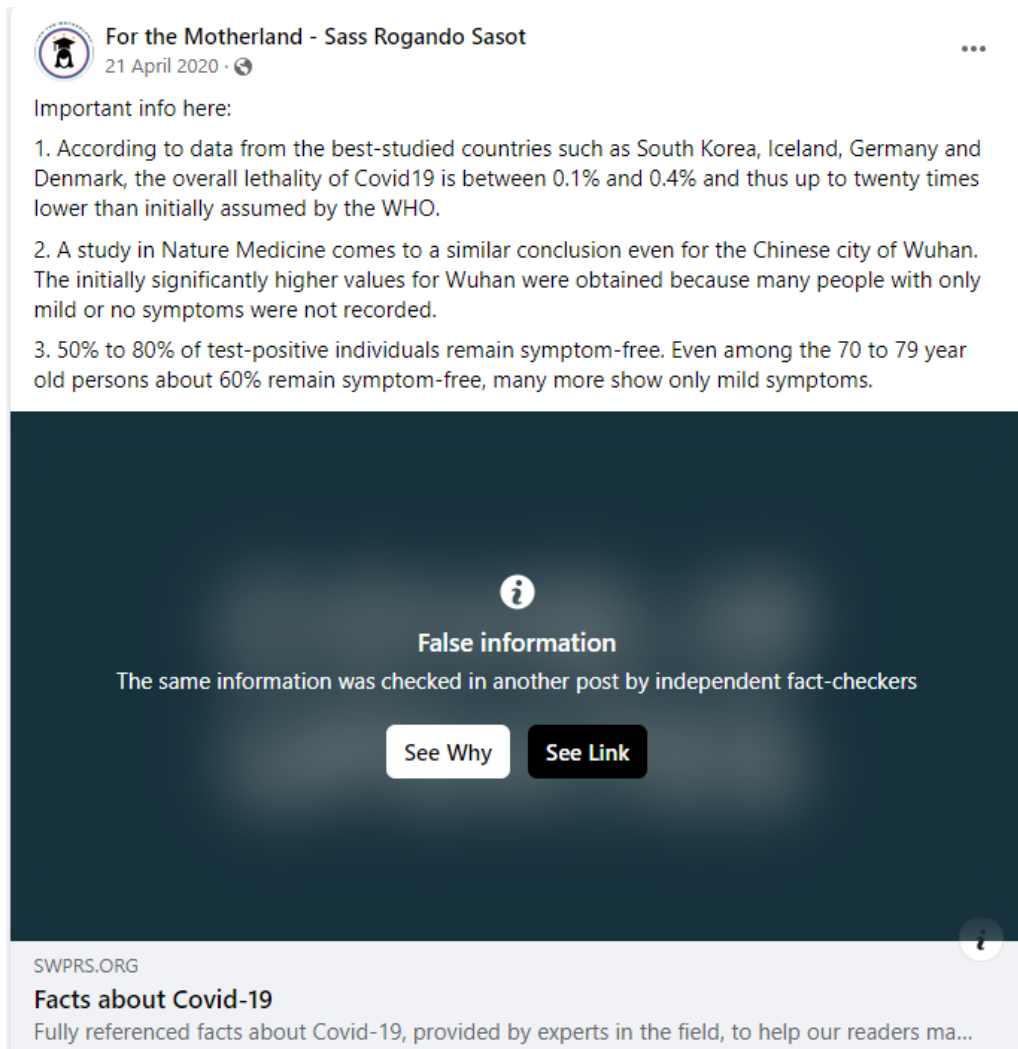 For the Motherland - Sass Rogando Sasot
21 April 2020 ·
Important info here:
1. According to data from the best-studied countries such as South Korea, Iceland, Germany and
Denmark, the overall lethality of Covid19 is between 0.1% and 0.4% and thus up to twenty times
lower than initially assumed by the WHO.
2. A study in Nature Medicine comes to a similar conclusion even for the Chinese city of Wuhan.
The initially significantly higher values for Wuhan were obtained because many people with only
mild or no symptoms were not recorded.
3. 50% to 80% of test-positive individuals remain symptom-free. Even among the 70 to 79 year
old persons about 60% remain symptom-free, many more show only mild symptoms.
False information
The same information was checked in another post by independent fact-checkers
See Why
See Link
SWPRS.ORG
Facts about Covid-19
Fully referenced facts about Covid-19, provided by experts in the field, to help our readers ma...